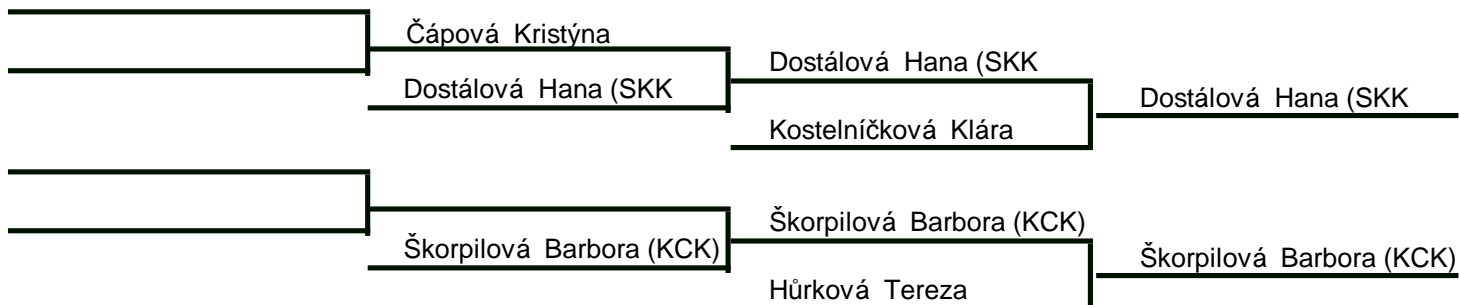 Čápová Kristýna
Dostálová Hana (SKK
Dostálová Hana (SKK
Dostálová Hana (SKK
Kostelníčková Klára
Škorpilová Barbora (KCK)
Škorpilová Barbora (KCK)
Škorpilová Barbora (KCK)
Hůrková Tereza